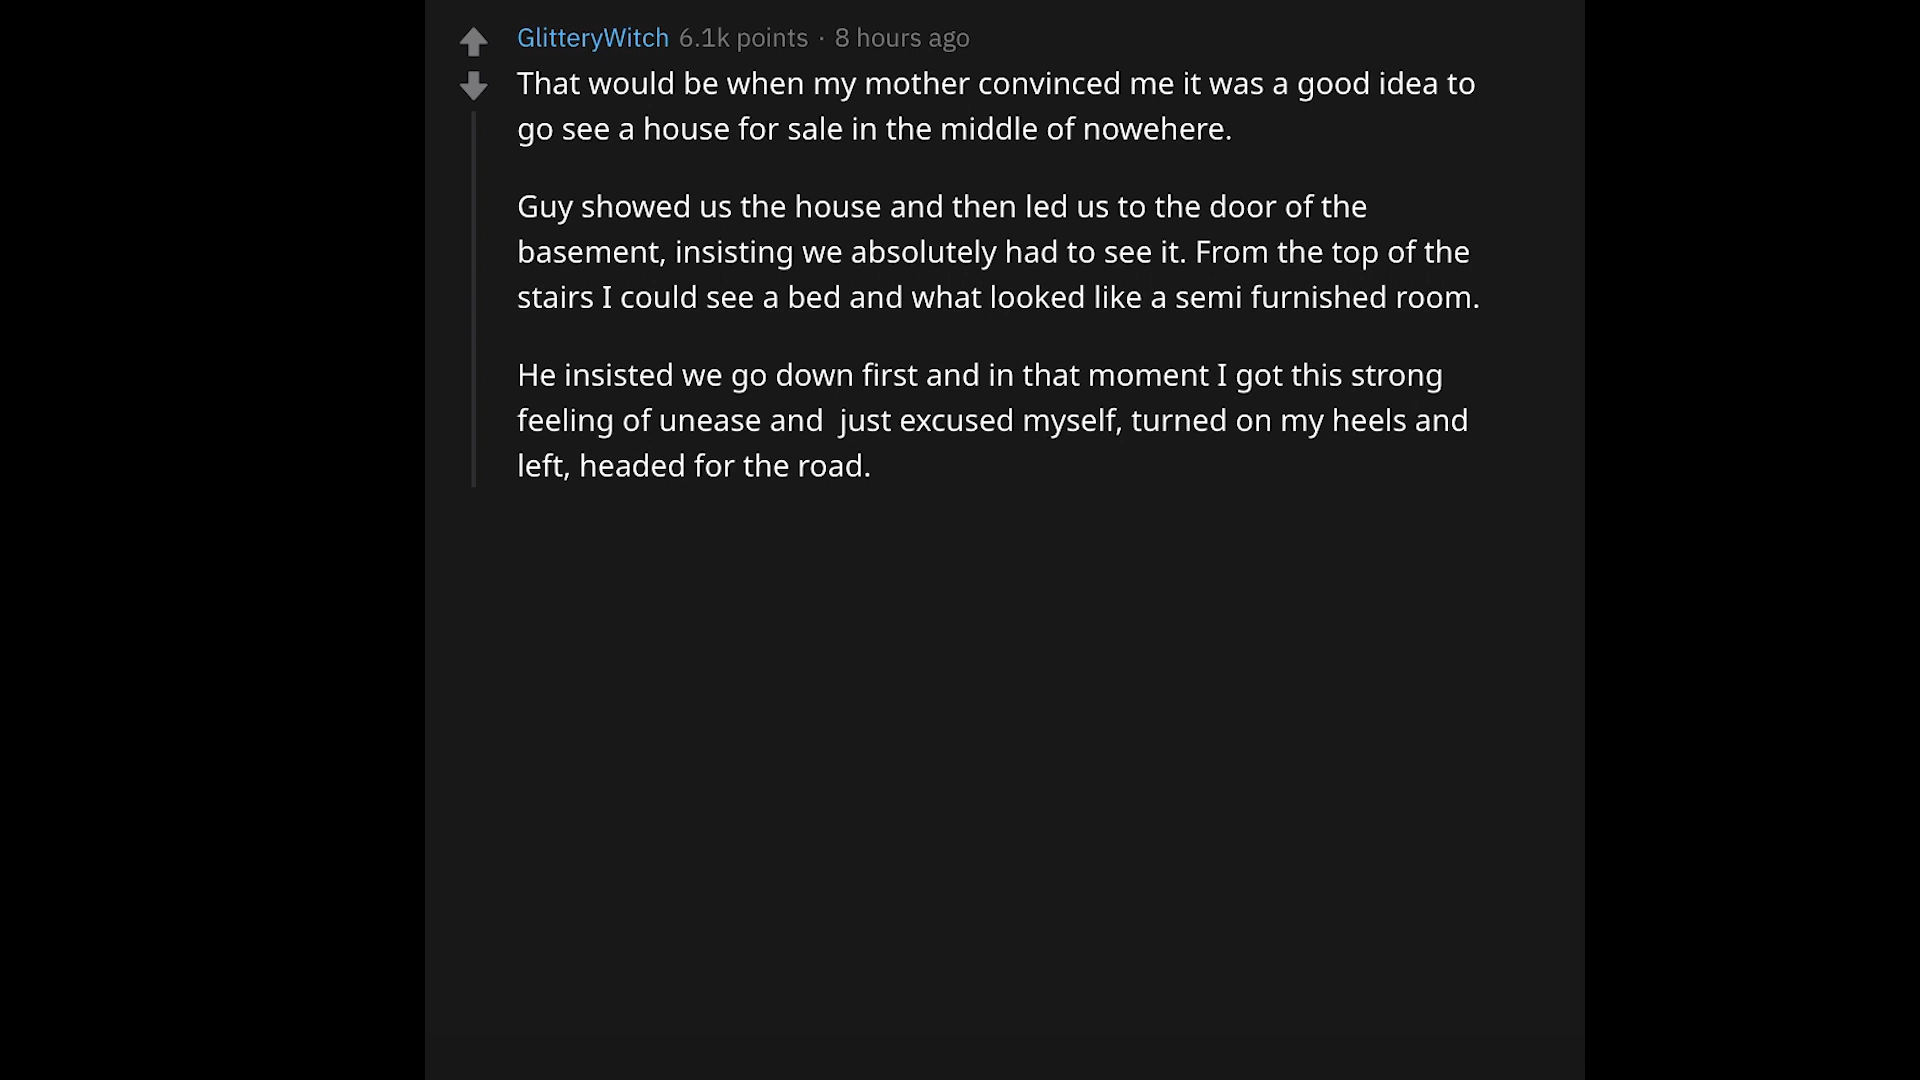 GlitteryWitch 6.1k points · 8 hours ago
That would be when my mother convinced me it was a good idea to
go see a house for sale in the middle of nowehere.
Guy showed us the house and then led us to the door of the
basement, insisting we absolutely had to see it. From the top of the
stairs I could see a bed and what looked like a semi furnished room.
He insisted we go down first and in that moment I got this strong
feeling of unease and  just excused myself, turned on my heels and
left, headed for the road.